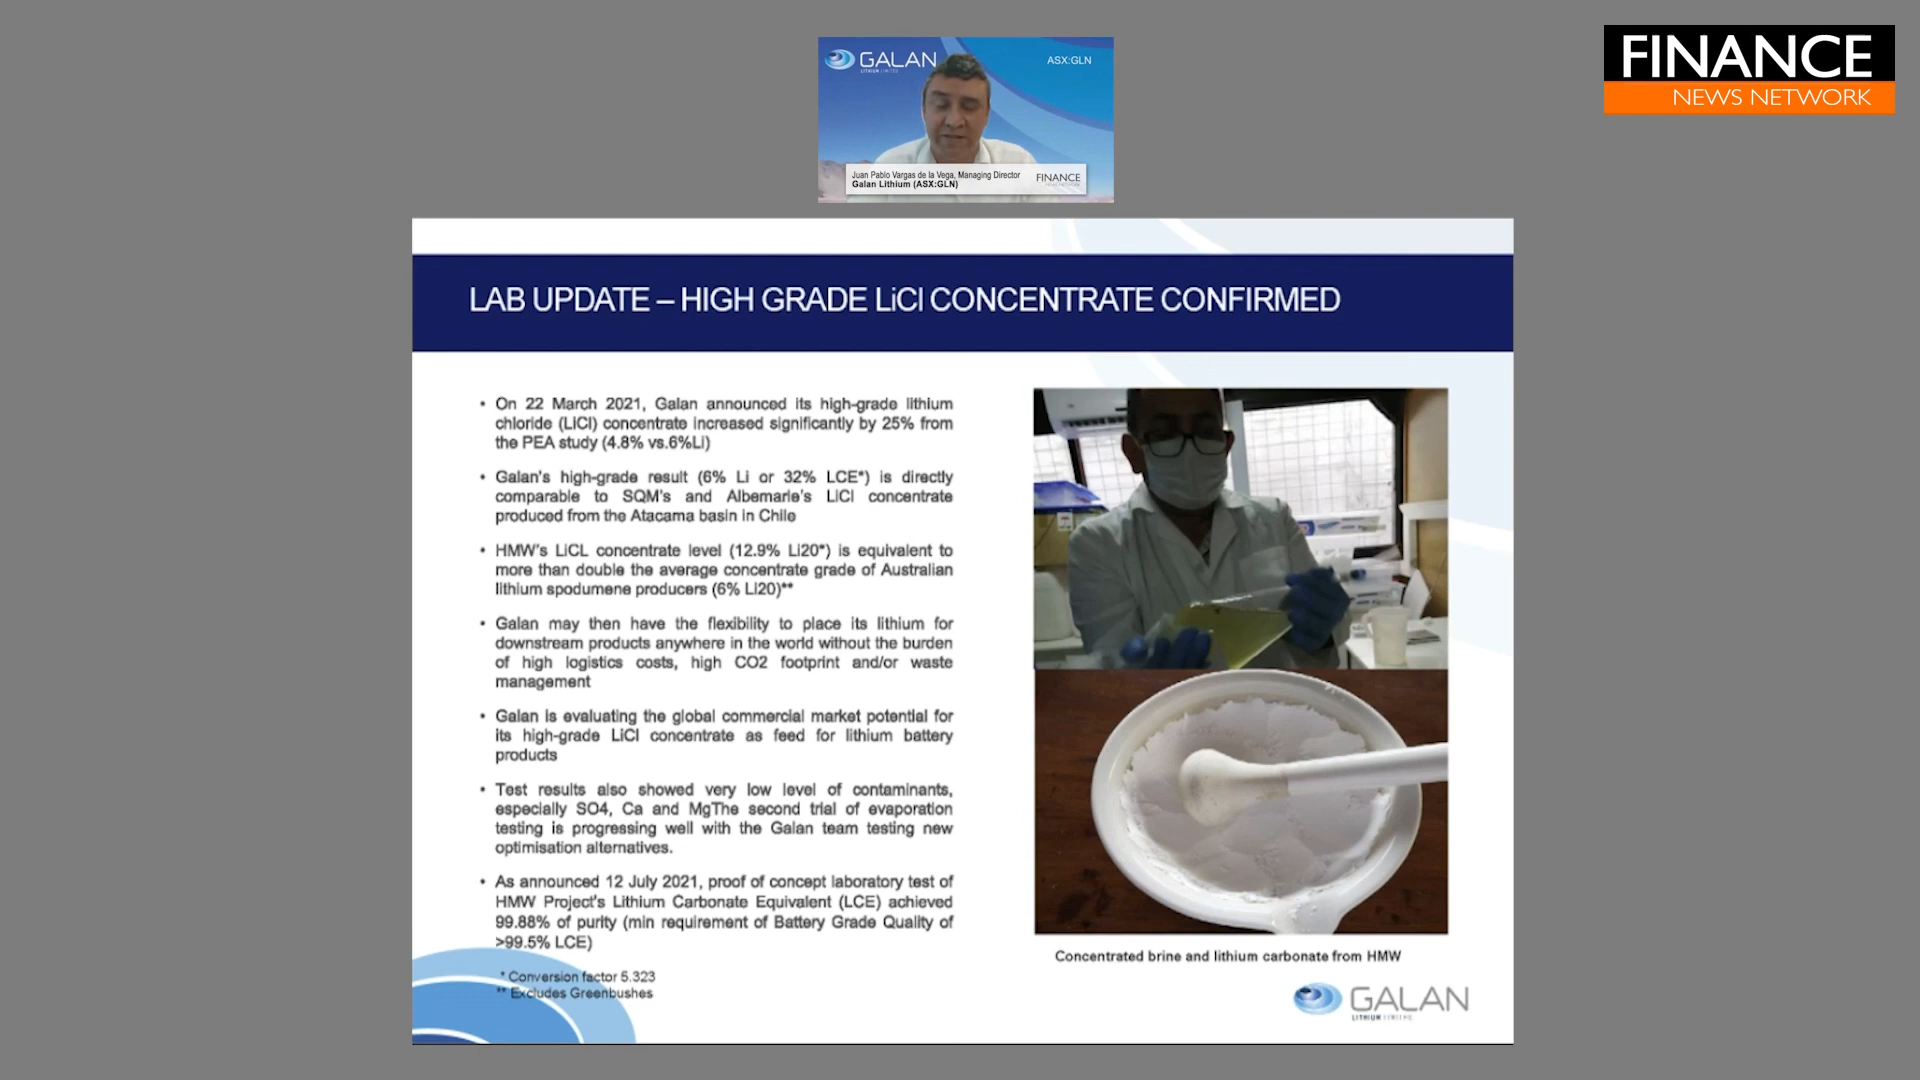 GALAN
LITHIUM LIMITED
ASX:GLN
FINANCE
NEWS NETWORK
Juan Pablo Vargas de la Vega, Managing Director
Galan Lithium (ASX:GLN)
FINANCE
NEWS NETWORK
LAB UPDATE – HIGH GRADE LiCl CONCENTRATE CONFIRMED
• On 22 March 2021, Galan announced its high-grade lithium
chloride (LiCl) concentrate increased significantly by 25% from
the PEA study (4.8% vs.6%Li)
• Galan's high-grade result (6% Li or 32% LCE*) is directly
comparable to SQM's and Albemarle's LiCl concentrate
produced from the Atacama basin in Chile
• HMW's LiCL concentrate level (12.9% Li20*) is equivalent to
more than double the average concentrate grade of Australian
lithium spodumene producers (6% Li20)**
• Galan may then have the flexibility to place its lithium for
downstream products anywhere in the world without the burden
of high logistics costs, high CO2 footprint and/or waste
management
• Galan is evaluating the global commercial market potential for
its high-grade LiCl concentrate as feed for lithium battery
products
• Test results also showed very low level of contaminants,
especially SO4, Ca and MgThe second trial of evaporation
testing is progressing well with the Galan team testing new
optimisation alternatives.
• As announced 12 July 2021, proof of concept laboratory test of
HMW Project's Lithium Carbonate Equivalent (LCE) achieved
99.88% of purity (min requirement of Battery Grade Quality of
>99.5% LCE)
* Conversion factor 5.323
** Excludes Greenbushes
Concentrated brine and lithium carbonate from HMW
GALAN
LITHIUM LIMITED